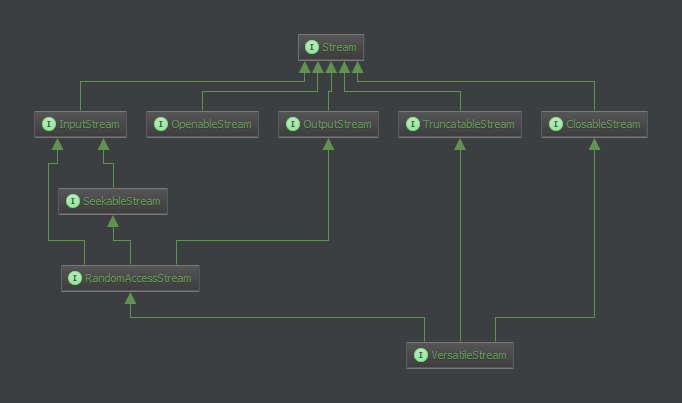 I Stream
I InputStream
I OpenableStream
I OutputStream
I TruncatableStream
I ClosableStream
I SeekableStream
I RandomAccessStream
I VersatileStream